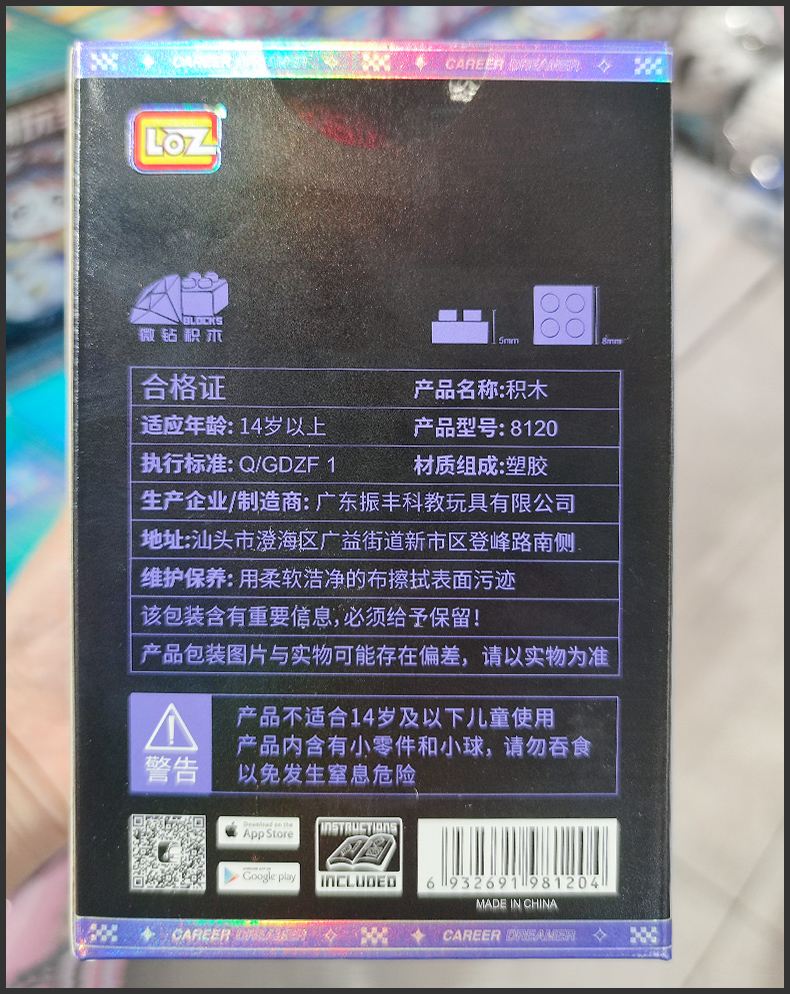 CAREER DREAMER CAREER DREAMER
LOZ
BLOCKS
微钻积木
5mm
8mm
合格证 产品名称:积木
适应年龄: 14岁以上 产品型号: 8120
执行标准: Q/GDZF 1 材质组成:塑胶
生产企业/制造商: 广东振丰科教玩具有限公司
地址:汕头市澄海区广益街道新市区登峰路南侧
维护保养: 用柔软洁净的布擦拭表面污迹
该包装含有重要信息,必须给予保留!
产品包装图片与实物可能存在偏差，请以实物为准
警告
产品不适合14岁及以下儿童使用
产品内含有小零件和小球, 请勿吞食
以免发生窒息危险
Download on the
App Store
Google play
INSTRUCTIONS
INCLUDED
6 932691 981204
MADE IN CHINA
CAREER DREAMER CAREER DREAMER